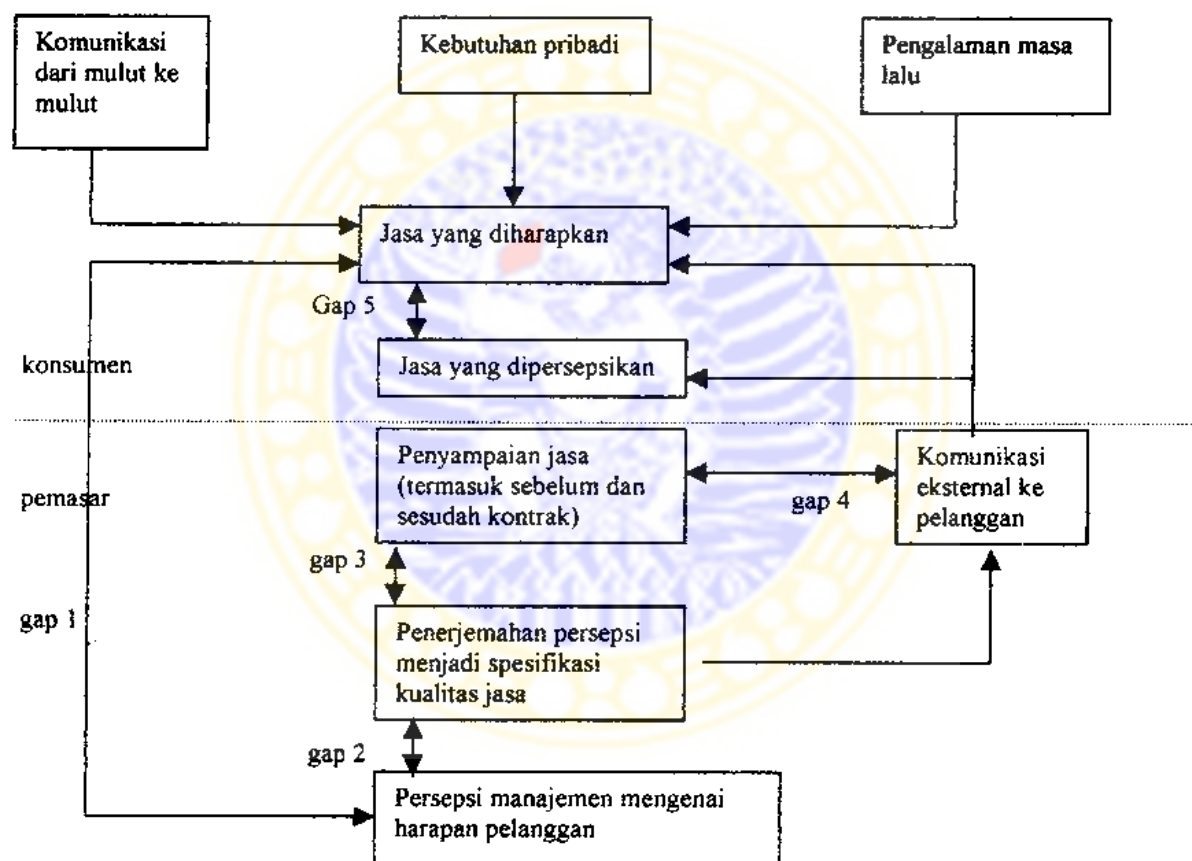 Komunikasi
dari mulut ke
mulut
Kebutuhan pribadi
Pengalaman masa
lalu
Jasa yang diharapkan
Gap 5
konsumen
Jasa yang dipersepsikan
pemasar
Penyampaian jasa
(termasuk sebelum dan
sesudah kontrak)
gap 4
Komunikasi
eksternal ke
pelanggan
gap 3
gap 1
Penerjemahan persepsi
menjadi spesifikasi
kualitas jasa
gap 2
Persepsi manajemen mengenai
harapan pelanggan